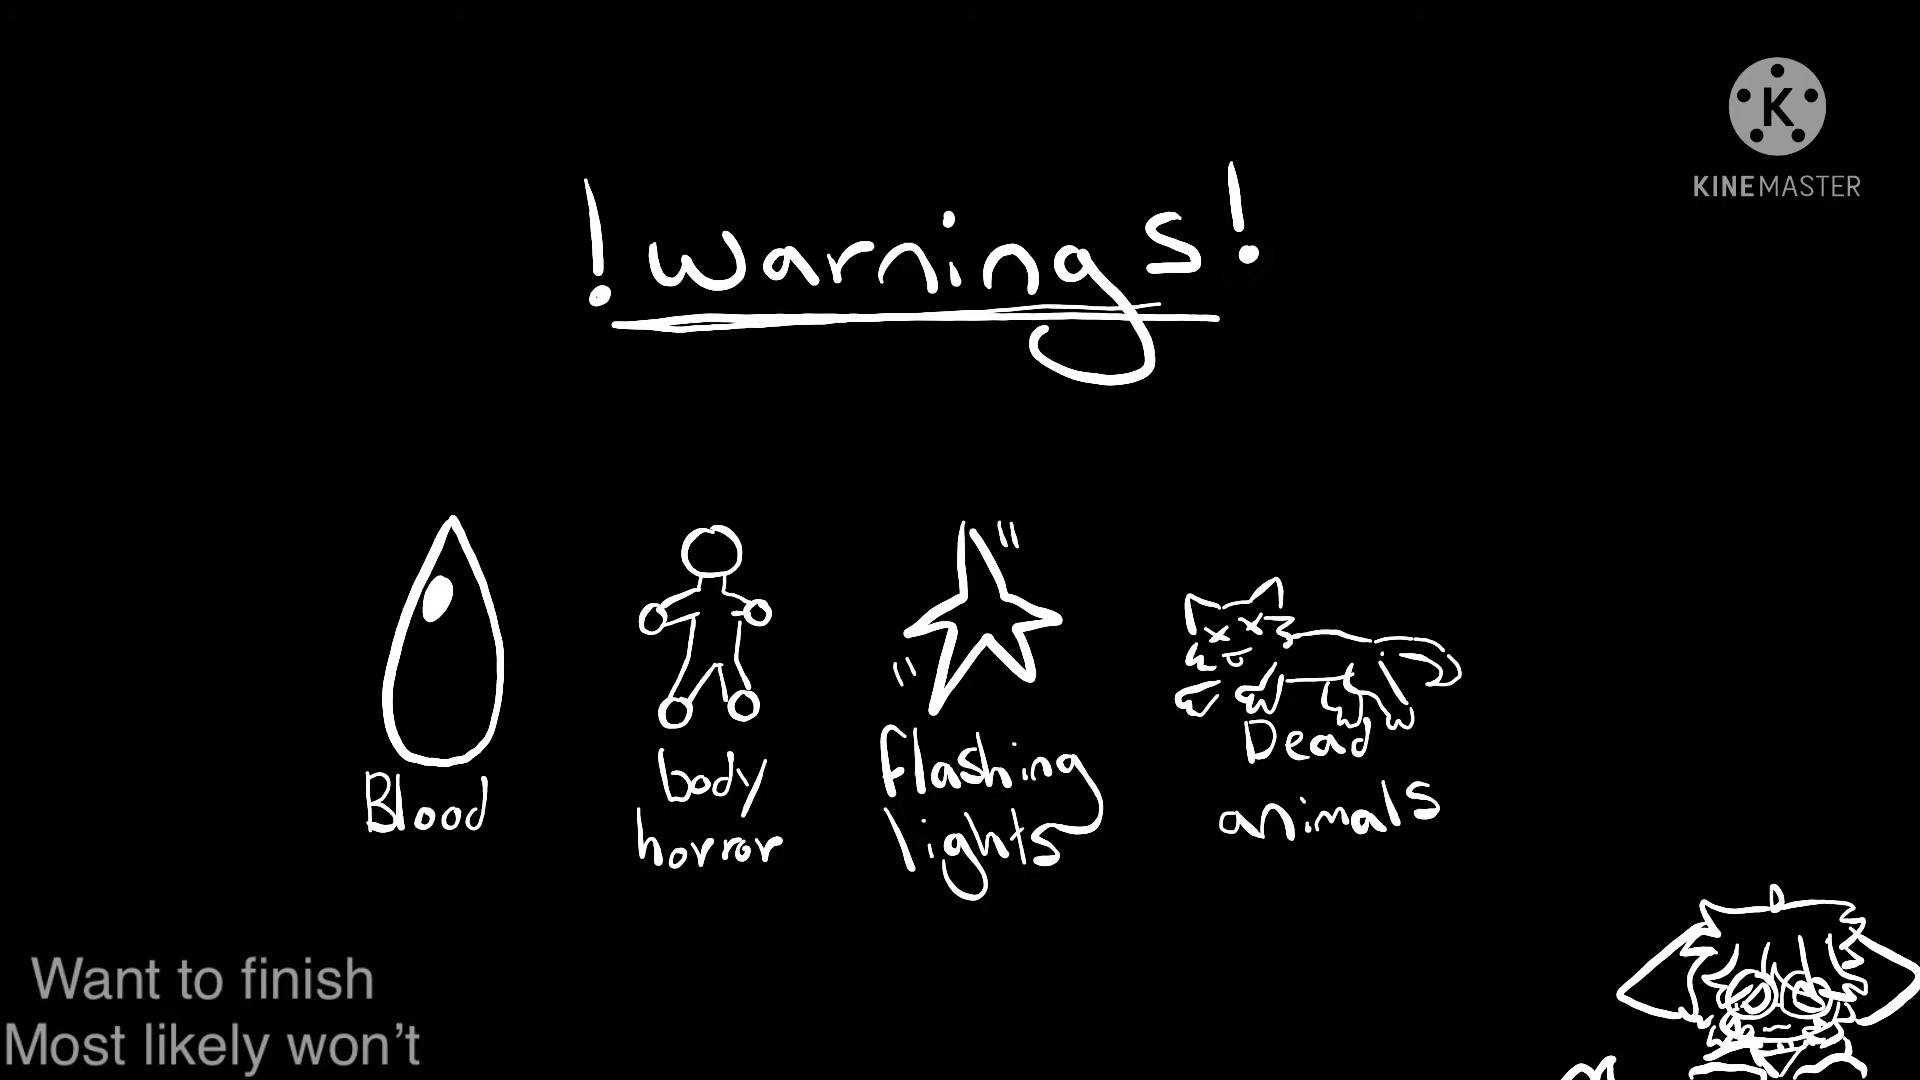 K
KINEMASTER
! warnings !
Blood
body
horror
flashing
lights
Dead
animals
Want to finish
Most likely won't